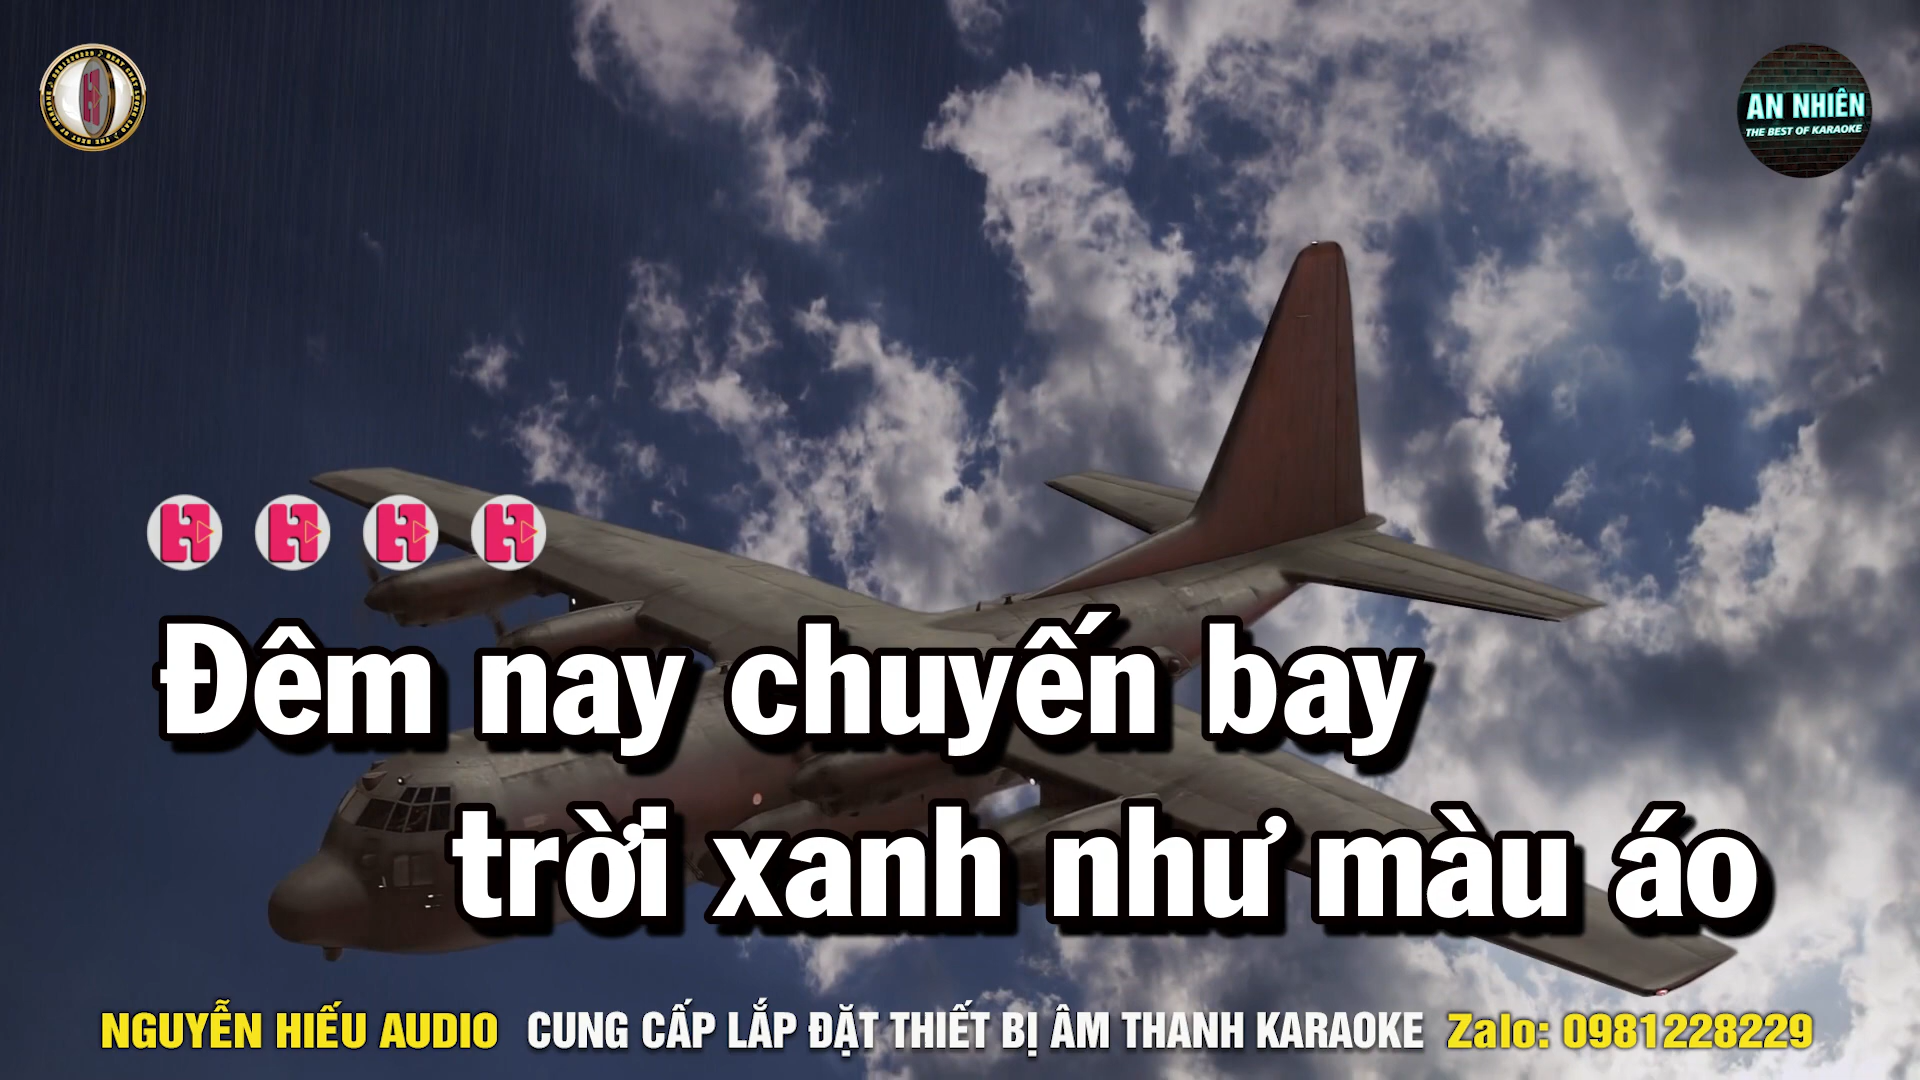 AN NHIÊN
THE BEST OF KARAOKE
Đêm nay chuyến bay
trời xanh như màu áo
NGUYỄN HIẾU AUDIO CUNG CẤP LẮP ĐẶT THIẾT BỊ ÂM THANH KARAOKE Zalo: 0981228229